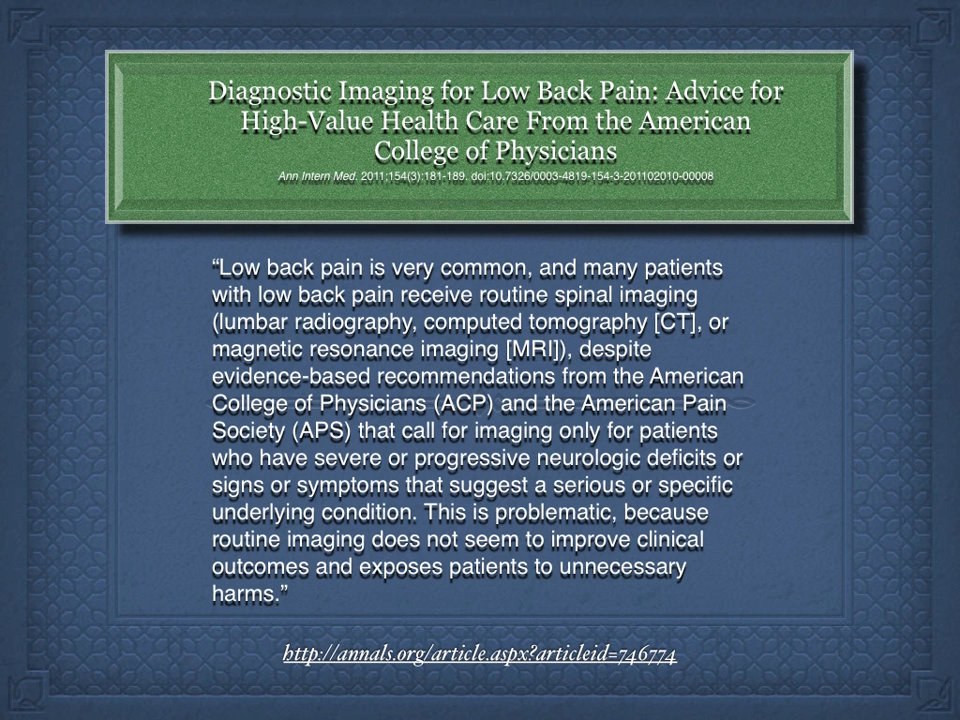 Diagnostic Imaging for Low Back Pain: Advice for
High-Value Health Care From the American
College of Physicians
Ann Intern Med. 2011;154(3):181-189. doi:10.7326/0003-4819-154-3-201102010-00008
“Low back pain is very common, and many patients
with low back pain receive routine spinal imaging
(lumbar radiography, computed tomography [CT], or
magnetic resonance imaging [MRI]), despite
evidence-based recommendations from the American
College of Physicians (ACP) and the American Pain
Society (APS) that call for imaging only for patients
who have severe or progressive neurologic deficits or
signs or symptoms that suggest a serious or specific
underlying condition. This is problematic, because
routine imaging does not seem to improve clinical
outcomes and exposes patients to unnecessary
harms.”
http://annals.org/article.aspx?articleid=746774